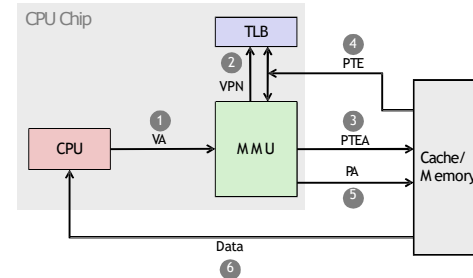 CPU Chip
TLB
4
PTE
2
VPN
1
VA
CPU
MMU
3
PTEA
PA
5
Cache/
Memory
Data
6